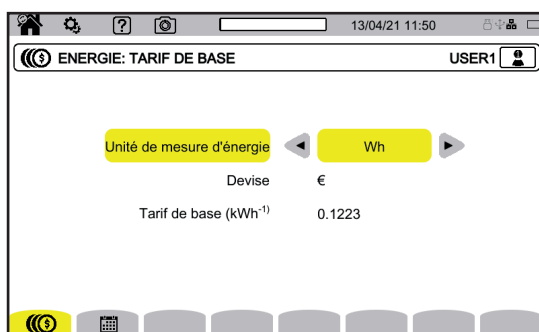 13/04/21 11:50
ENERGIE: TARIF DE BASE USER1
Unité de mesure d'énergie Wh
Devise €
Tarif de base (kWh-1) 0.1223